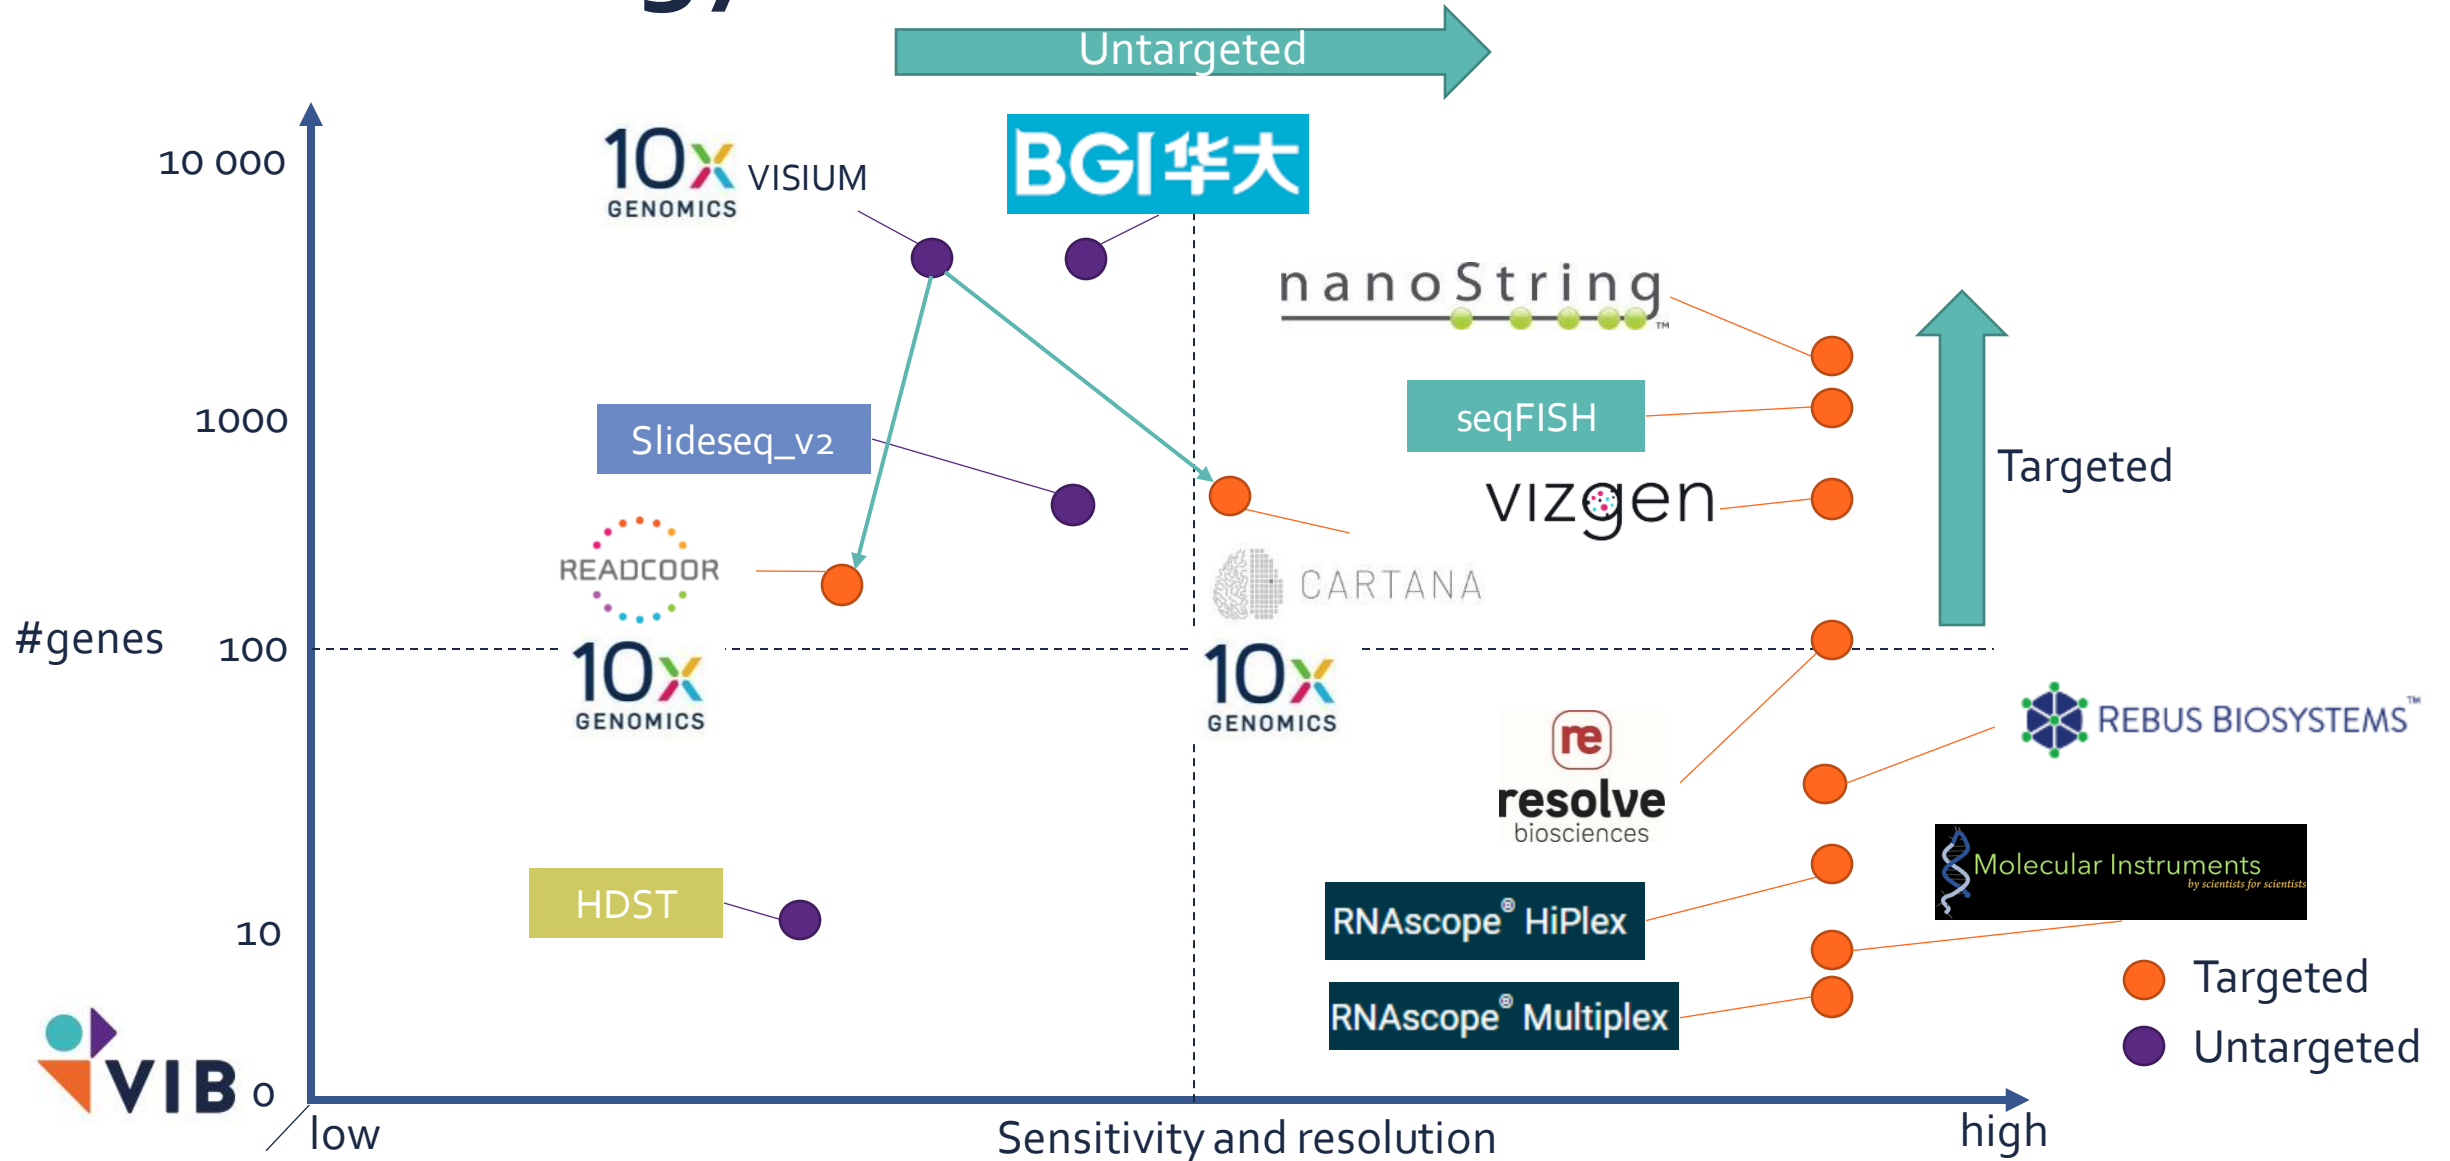 Untargeted
10 000
10x
GENOMICS
VISIUM
BGI华大
nanoString™
1000
Slideseq_v2
seqFISH
Targeted
vizgen
READCOOR
CARTANA
#genes
100
10x
GENOMICS
10x
GENOMICS
re
resolve
biosciences
REBUS BIOSYSTEMS™
Molecular Instruments
by scientists for scientists
HDST
RNAscope® HiPlex
10
RNAscope® Multiplex
Targeted
Untargeted
VIB
0
low
Sensitivity and resolution
high